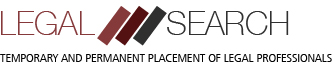 LEGAL SEARCH
TEMPORARY AND PERMANENT PLACEMENT OF LEGAL PROFESSIONALS